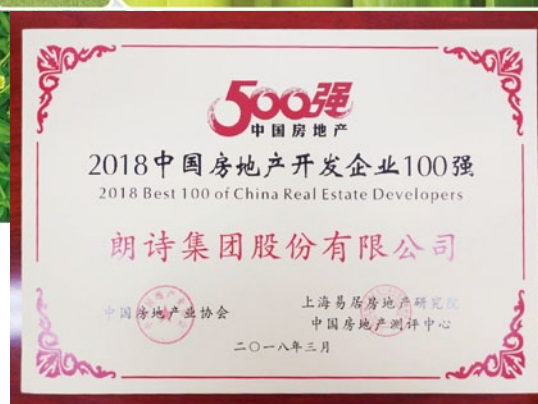 500强
中国房地产
2018中国房地产开发企业100强
2018 Best 100 of China Real Estate Developers
朗诗集团股份有限公司
中国房地产业协会
上海易居房地产研究院
中国房地产测评中心
二〇一八年三月